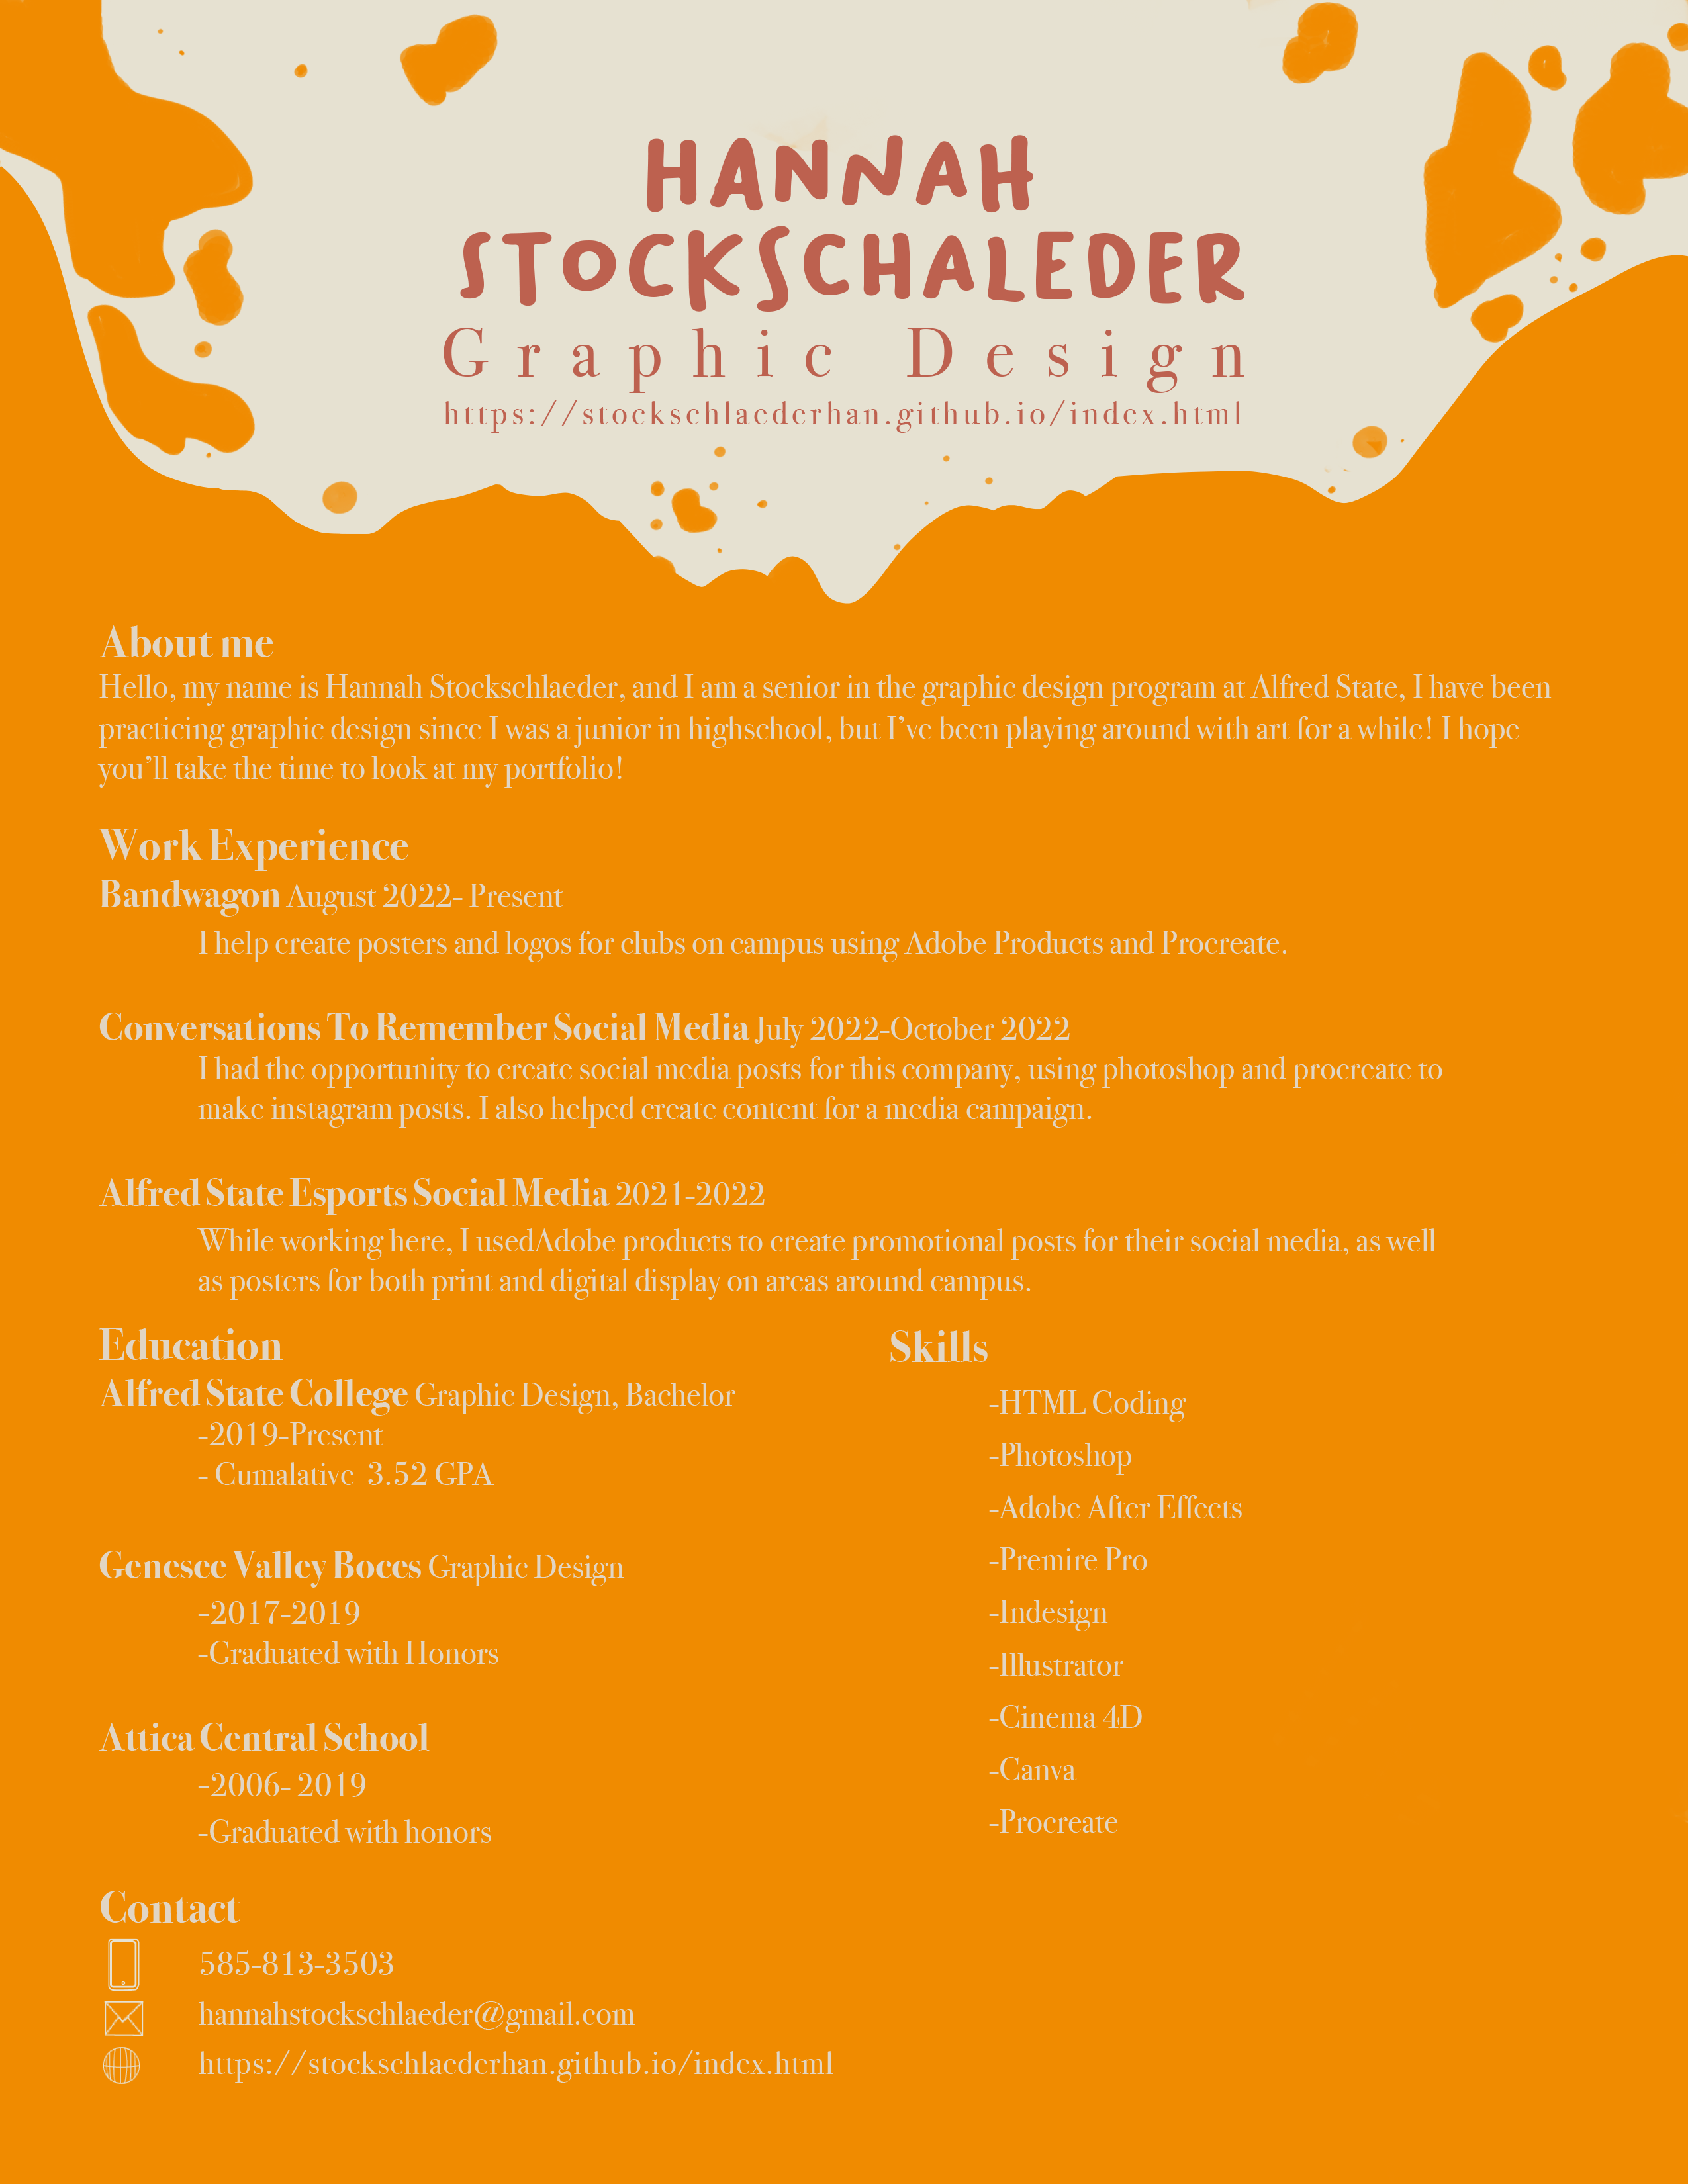 HANNAH
STOCKSCHALEDER
Graphic Design
https://stockschlaederhan.github.io/index.html
About me
Hello, my name is Hannah Stockschlaeder, and I am a senior in the graphic design program at Alfred State, I have been
practicing graphic design since I was a junior in highschool, but I’ve been playing around with art for a while! I hope
you’ll take the time to look at my portfolio!
Work Experience
Bandwagon August 2022- Present
I help create posters and logos for clubs on campus using Adobe Products and Procreate.
Conversations To Remember Social Media July 2022-October 2022
I had the opportunity to create social media posts for this company, using photoshop and procreate to
make instagram posts. I also helped create content for a media campaign.
Alfred State Esports Social Media 2021-2022
While working here, I usedAdobe products to create promotional posts for their social media, as well
as posters for both print and digital display on areas around campus.
Education
Alfred State College Graphic Design, Bachelor
-2019-Present
- Cumalative  3.52 GPA
Genesee Valley Boces Graphic Design
-2017-2019
-Graduated with Honors
Attica Central School
-2006- 2019
-Graduated with honors
Skills
-HTML Coding
-Photoshop
-Adobe After Effects
-Premire Pro
-Indesign
-Illustrator
-Cinema 4D
-Canva
-Procreate
Contact
585-813-3503
hannahstockschlaeder@gmail.com
https://stockschlaederhan.github.io/index.html